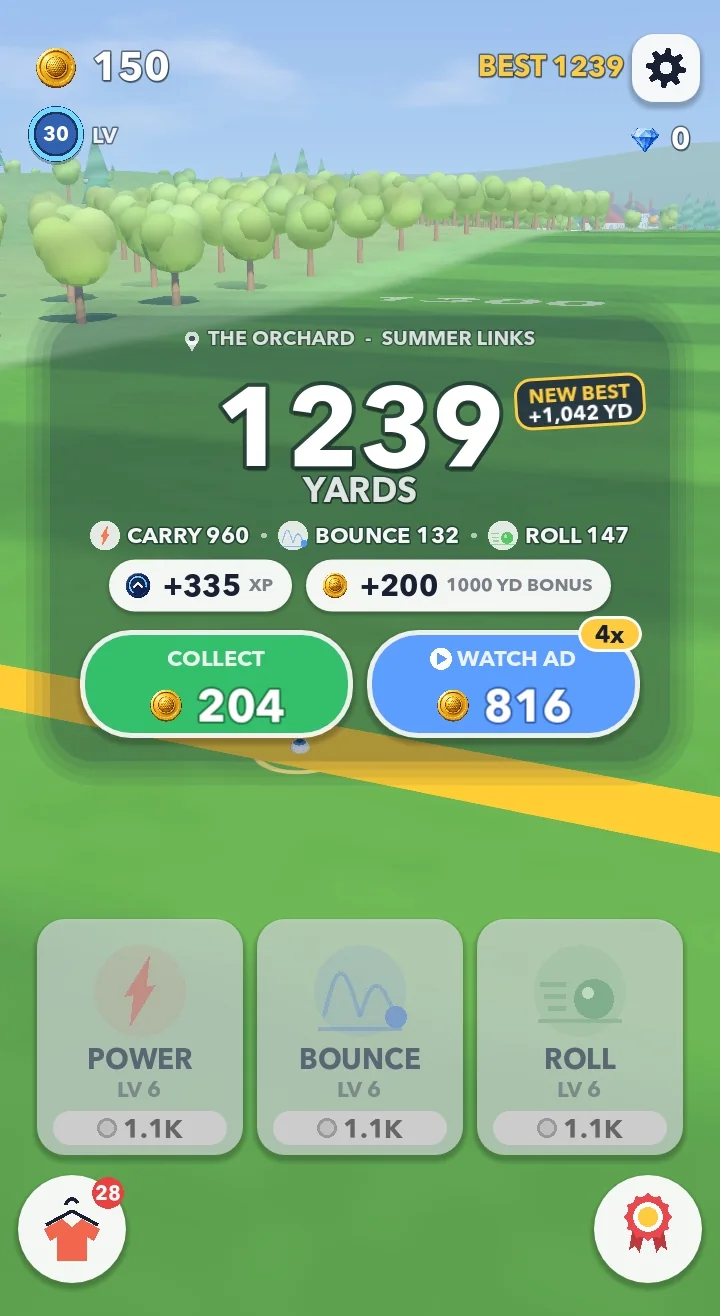 150
BEST 1239
30 LV
0
1300
THE ORCHARD - SUMMER LINKS
1239
NEW BEST
+1,042 YD
YARDS
CARRY 960 • BOUNCE 132 • ROLL 147
+335 XP
+200 1000 YD BONUS
4x
COLLECT
204
WATCH AD
816
POWER
LV 6
1.1K
BOUNCE
LV 6
1.1K
ROLL
LV 6
1.1K
28